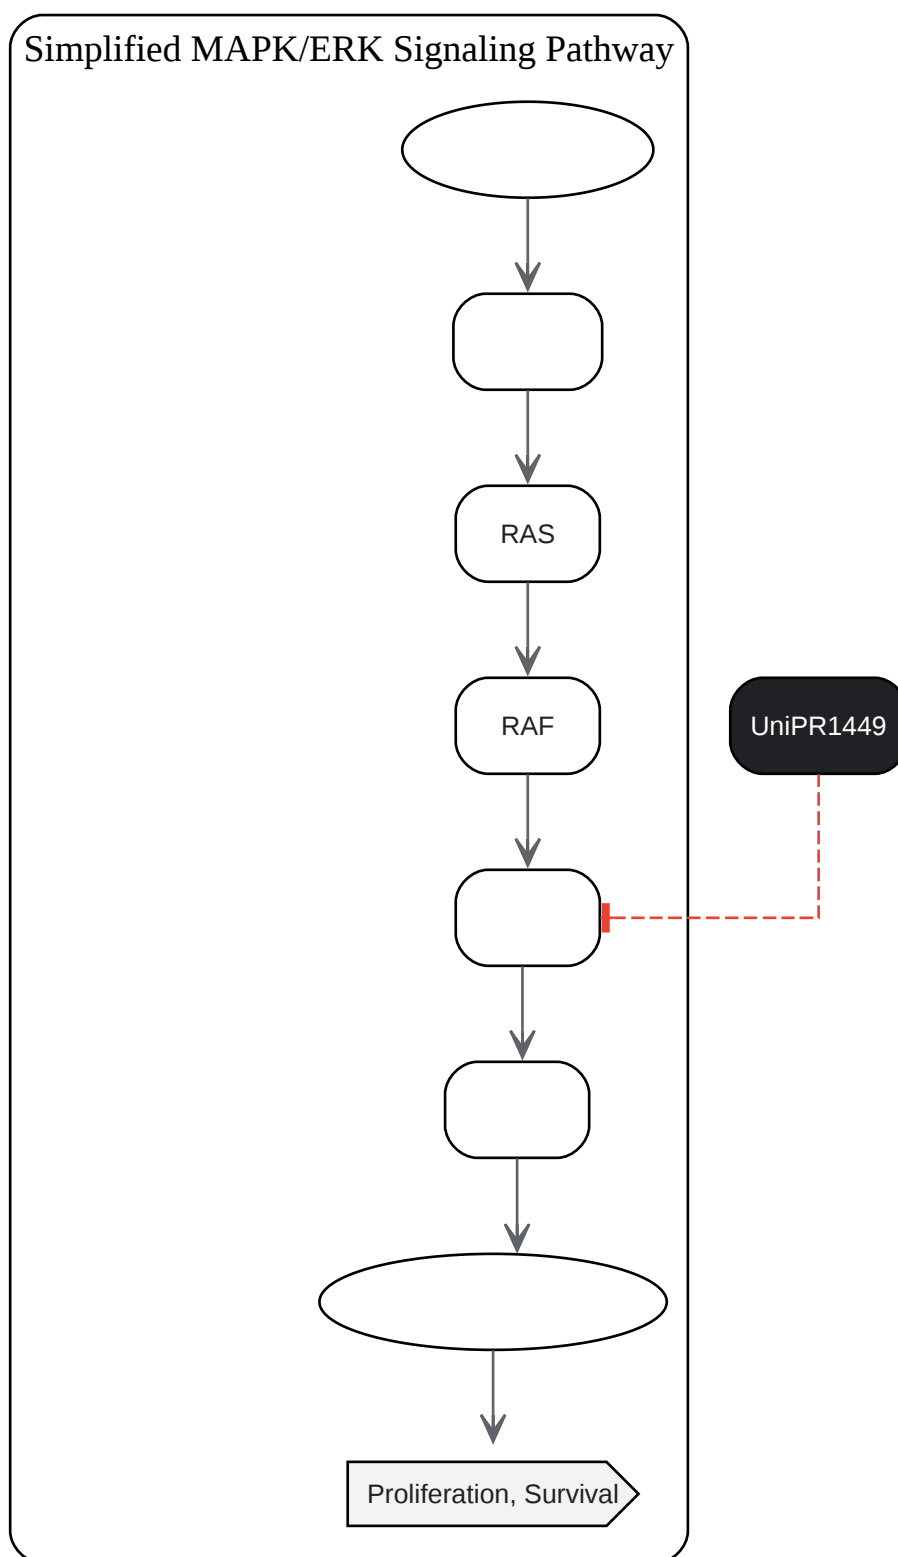 Simplified MAPK/ERK Signaling Pathway
RAS
RAF
UniPR1449
Proliferation, Survival